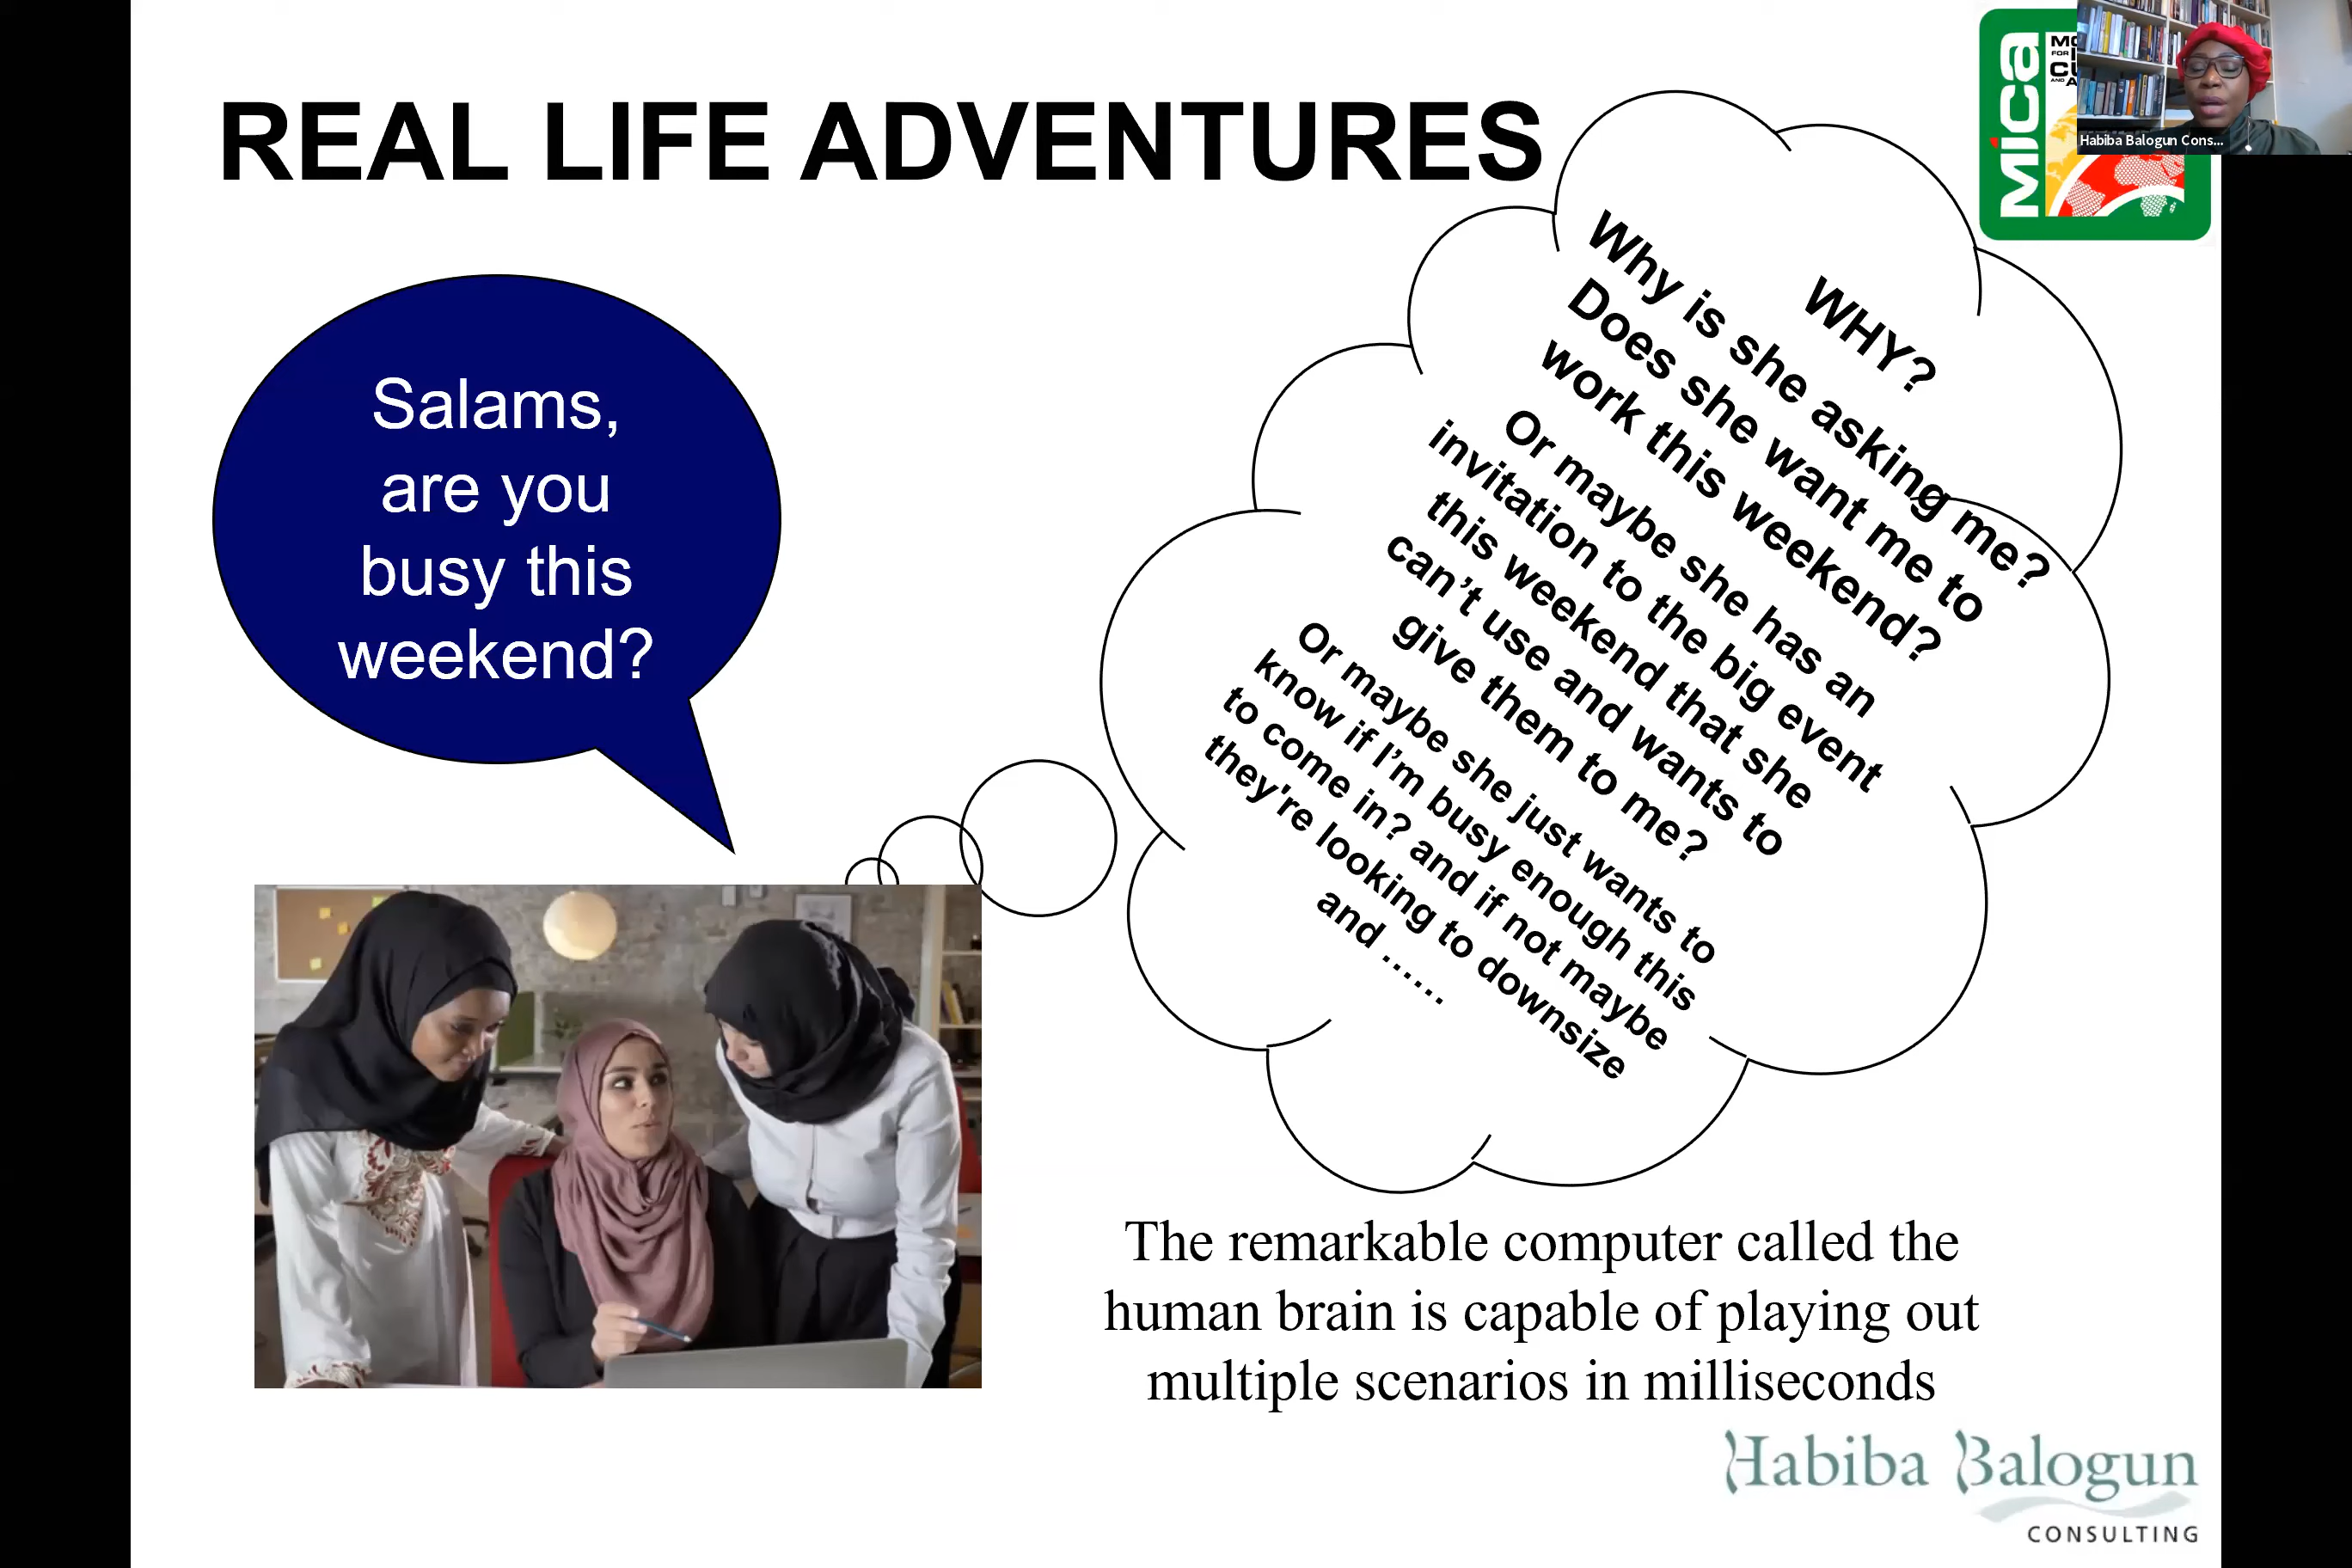 REAL LIFE ADVENTURES
Mica
Habiba Balogun Cons...
Salams,
are you
busy this
weekend?
WHY?
Why is she asking me?
Does she want me to
work this weekend?
Or maybe she has an
invitation to the big event
this weekend that she
can't use and wants to
give them to me?
Or maybe she just wants to
know if I'm busy enough this
to come in? and if not maybe
they're looking to downsize
and ......
The remarkable computer called the
human brain is capable of playing out
multiple scenarios in milliseconds
Habiba Balogun
CONSULTING